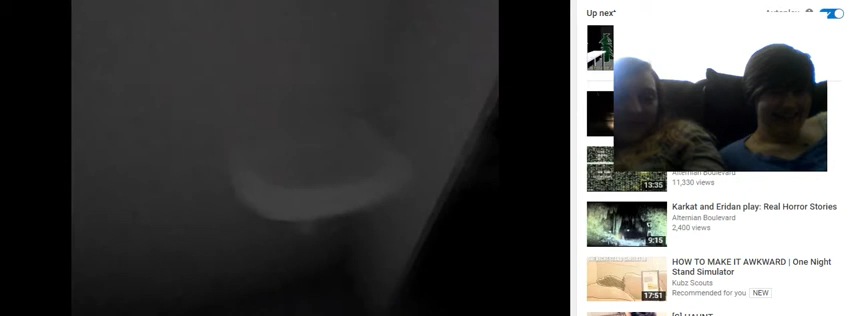 Up next
Autoplay
Alternian Boulevard
11,330 views
13:35
Karkat and Eridan play: Real Horror Stories
Alternian Boulevard
2,400 views
9:15
HOW TO MAKE IT AWKWARD | One Night
Stand Simulator
Kubz Scouts
Recommended for you NEW
17:51
[S] HAUNT